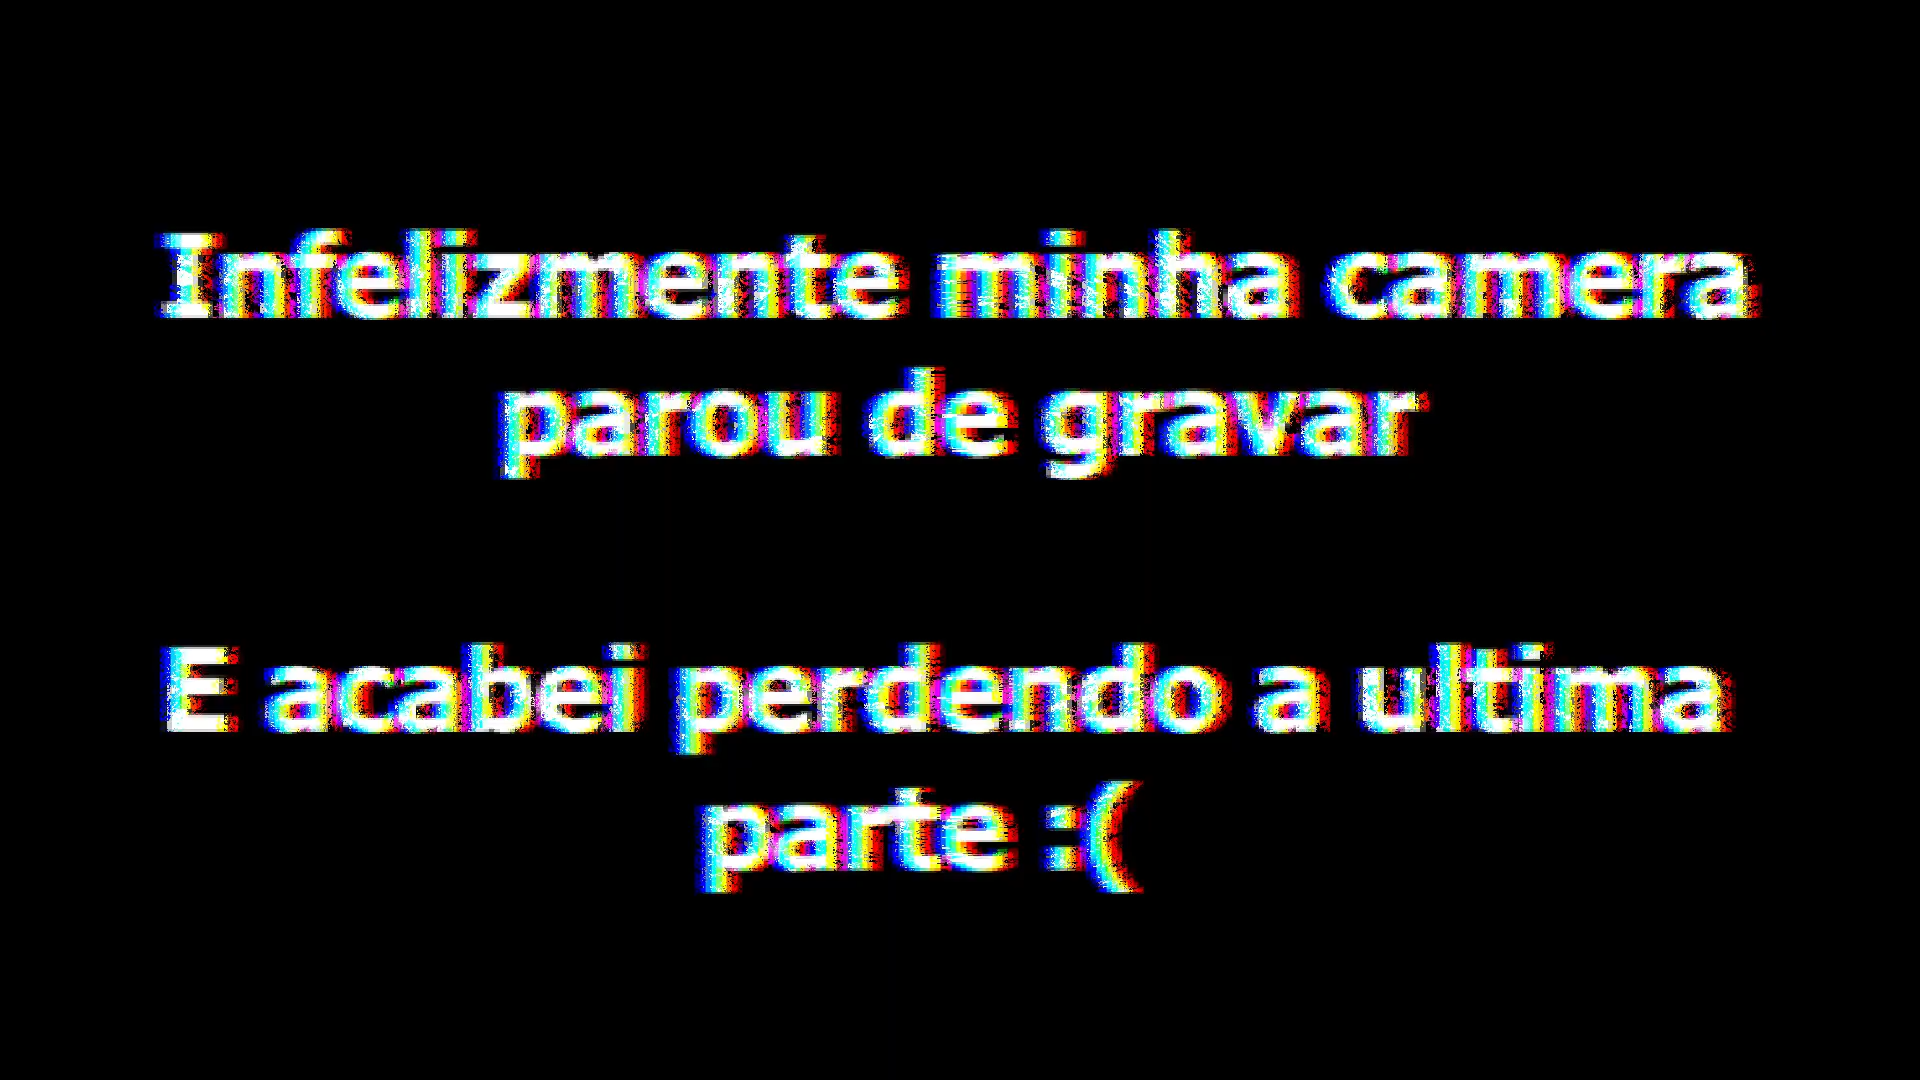 Infelizmente minha camera
parou de gravar
E acabei perdendo a ultima
parte :(